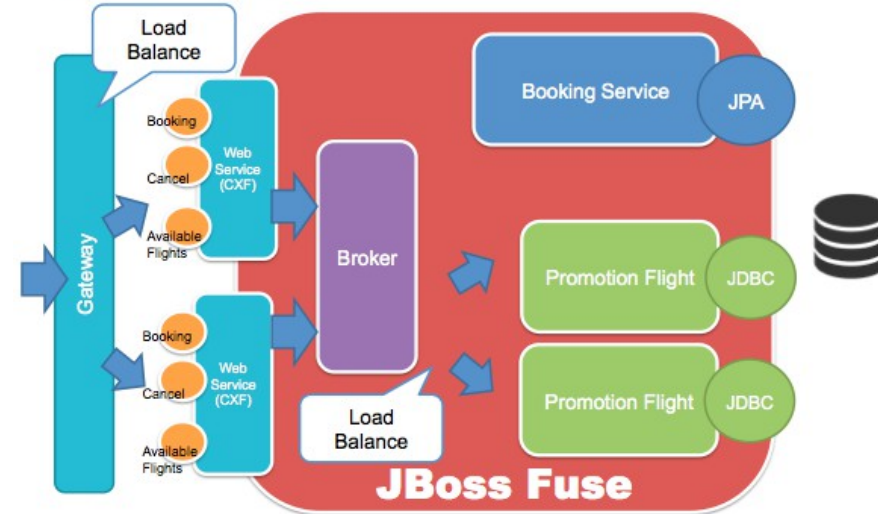 Load
Balance
Gateway
Booking
Cancel
Available
Flights
Web
Service
(CXF)
Booking
Cancel
Available
Flights
Web
Service
(CXF)
Broker
Load
Balance
Booking Service
JPA
Promotion Flight
JDBC
Promotion Flight
JDBC
JBoss Fuse